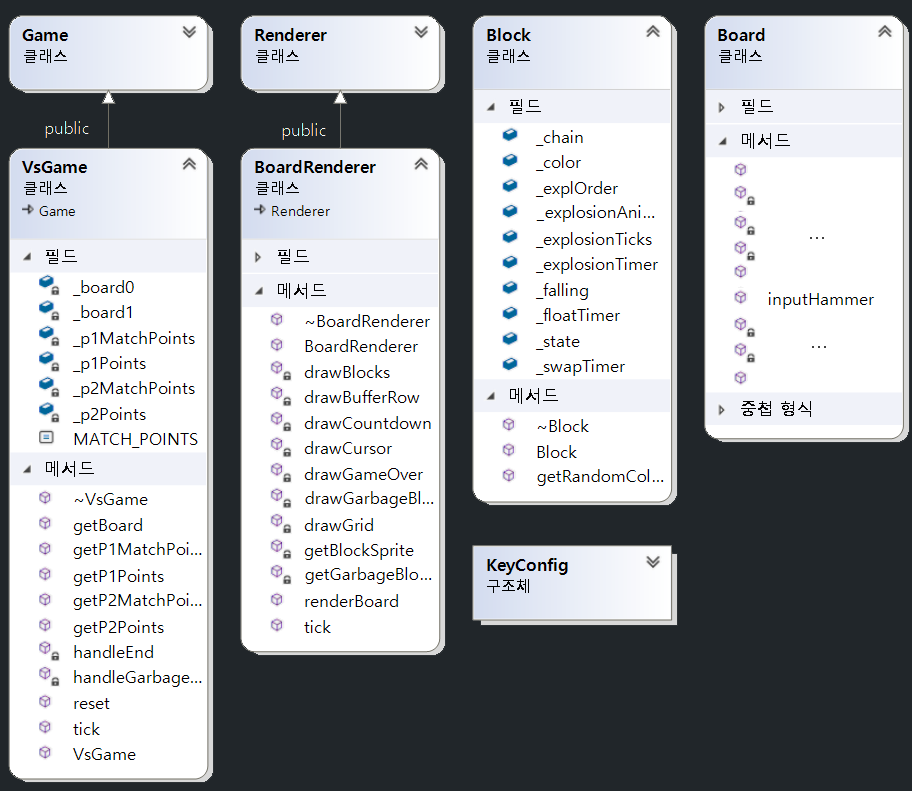 Game
클래스
public
VsGame
클래스
Game
필드
_board0
_board1
_p1MatchPoints
_p1Points
_p2MatchPoints
_p2Points
MATCH_POINTS
메서드
~VsGame
getBoard
getP1MatchPoi...
getP1Points
getP2MatchPoi...
getP2Points
handleEnd
handleGarbage...
reset
tick
VsGame
Renderer
클래스
public
BoardRenderer
클래스
Renderer
필드
메서드
~BoardRenderer
BoardRenderer
drawBlocks
drawBufferRow
drawCountdown
drawCursor
drawGameOver
drawGarbageBl...
drawGrid
getBlockSprite
getGarbageBlo...
renderBoard
tick
Block
클래스
필드
_chain
_color
_explOrder
_explosionAni...
_explosionTicks
_explosionTimer
_falling
_floatTimer
_state
_swapTimer
메서드
~Block
Block
getRandomCol...
KeyConfig
구조체
Board
클래스
필드
메서드
...
inputHammer
...
중첩 형식